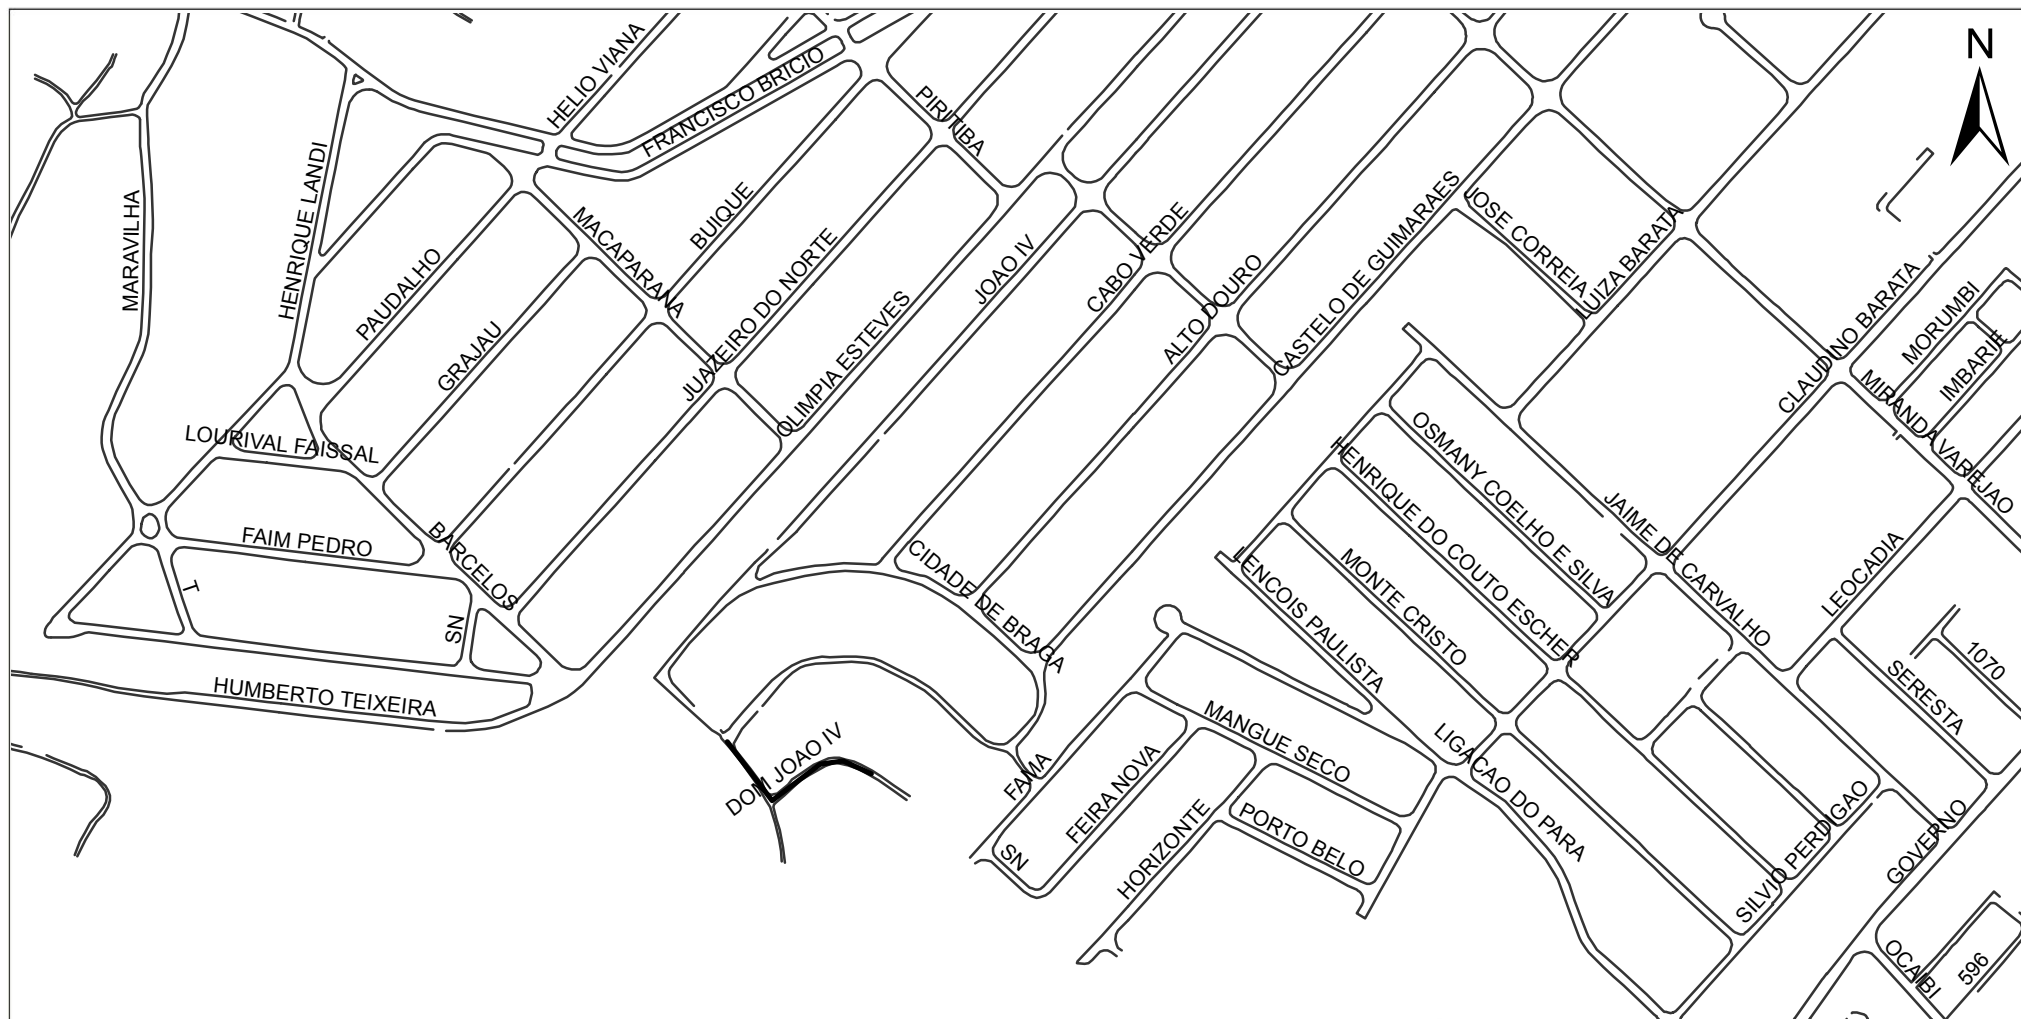 N
HELIO VIANA
FRANCISCO BRICIO
PIRITIBA
HENRIQUE LANDI
MARAVILHA
MACAPARANA
BUIQUE
JUAZEIRO DO NORTE
PAUDALHO
GRAJAU
OLIMPIA ESTEVES
JOAO IV
CABO VERDE
ALTO DOURO
CASTELO DE GUIMARAES
JOSE CORREIA
LUIZA BARATA
CLAUDINO BARATA
MORUMBI
IMBARIE
MIRANDA VAREJAO
LOURIVAL FAISSAL
FAIM PEDRO
BARCELOS
T
SN
HUMBERTO TEIXEIRA
CIDADE DE BRAGA
DOM JOAO IV
OSMANY COELHO E SILVA
HENRIQUE DO COUTO ESCHER
MONTE CRISTO
LENCOIS PAULISTA
JAIME DE CARVALHO
LEOCADIA
SERESTA
1070
MANGUE SECO
LIGACAO DO PARA
FAMA
FEIRA NOVA
HORIZONTE
PORTO BELO
SN
SILVIO PERDIGAO
GOVERNO
OCAIBI
596